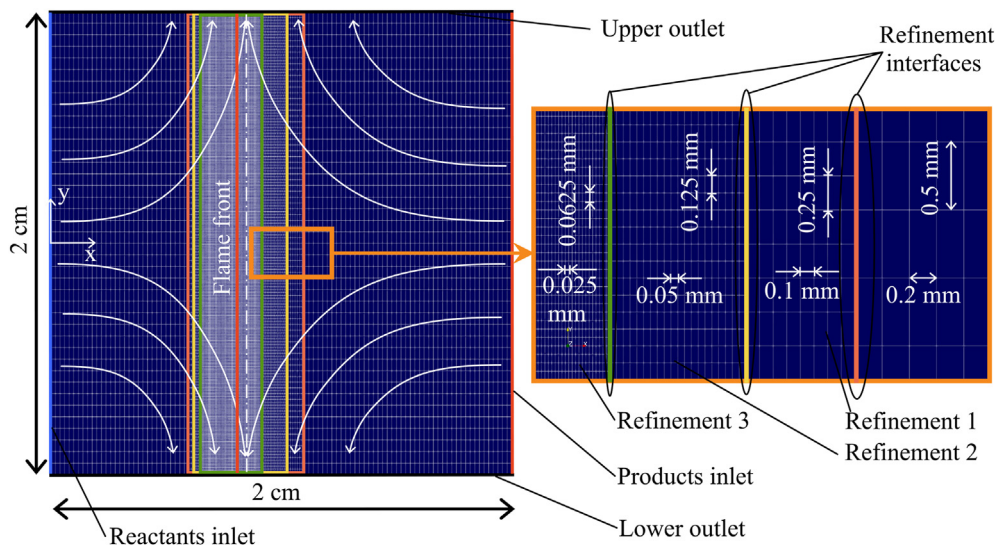 Upper outlet
Refinement
interfaces
y
x
2 cm
Flame front
0.0625 mm
0.125 mm
0.25 mm
0.5 mm
0.025
mm
0.05 mm
0.1 mm
0.2 mm
Refinement 3
Refinement 1
Refinement 2
Products inlet
2 cm
Lower outlet
Reactants inlet